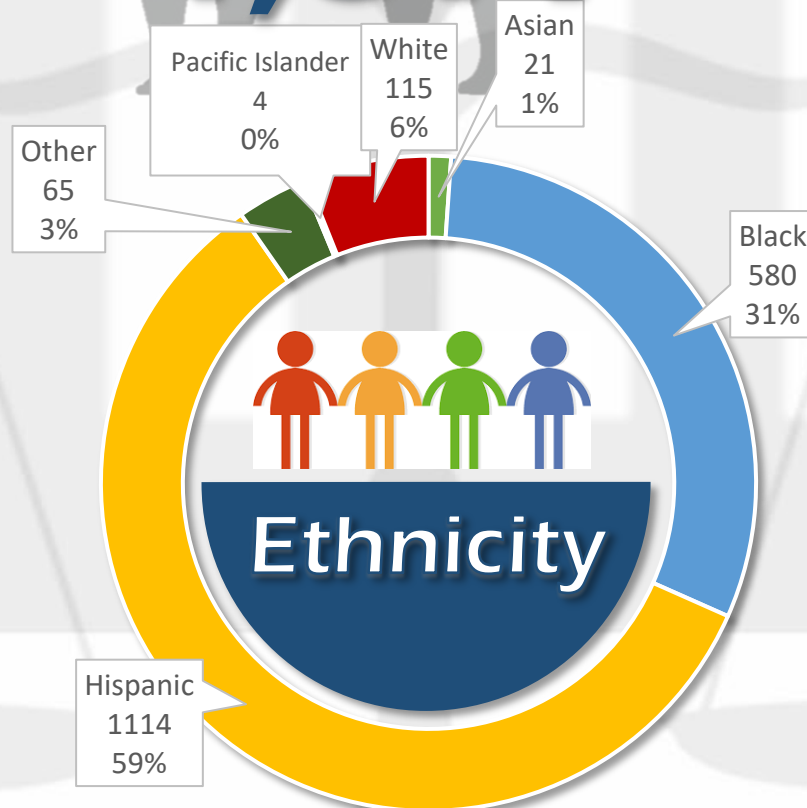 Asian
21
1%
White
115
6%
Pacific Islander
4
0%
Other
65
3%
Black
580
31%
Ethnicity
Hispanic
1114
59%